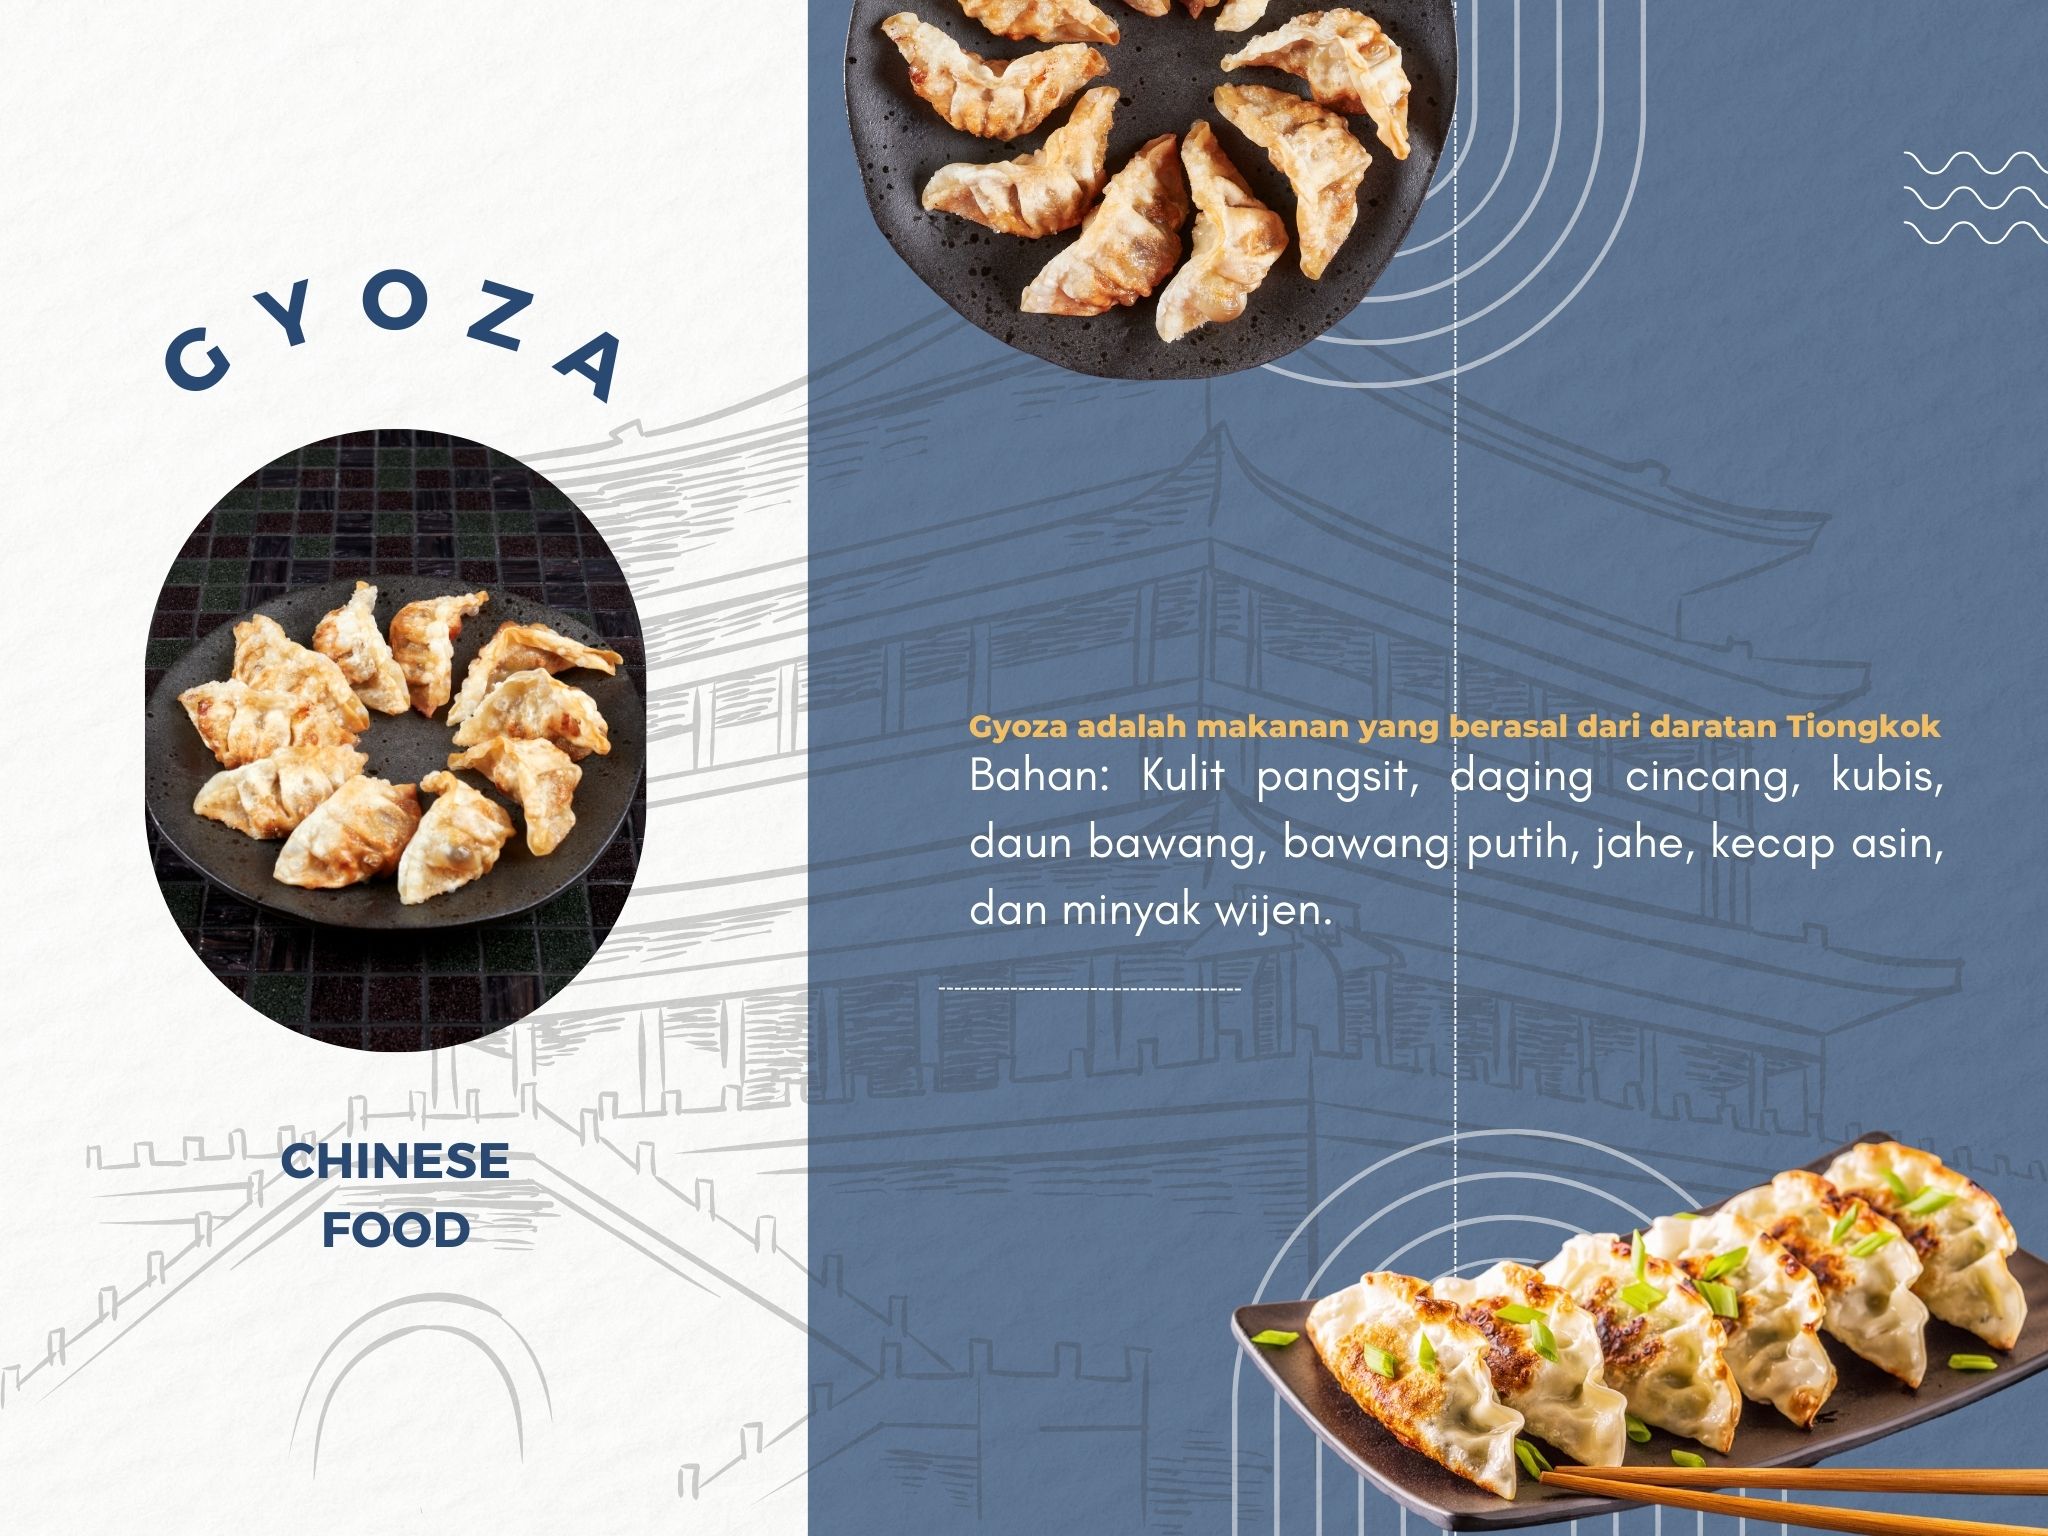 GYOZA
CHINESE
FOOD
Gyoza adalah makanan yang berasal dari daratan Tiongkok
Bahan: Kulit pangsit, daging cincang, kubis,
daun bawang, bawang putih, jahe, kecap asin,
dan minyak wijen.